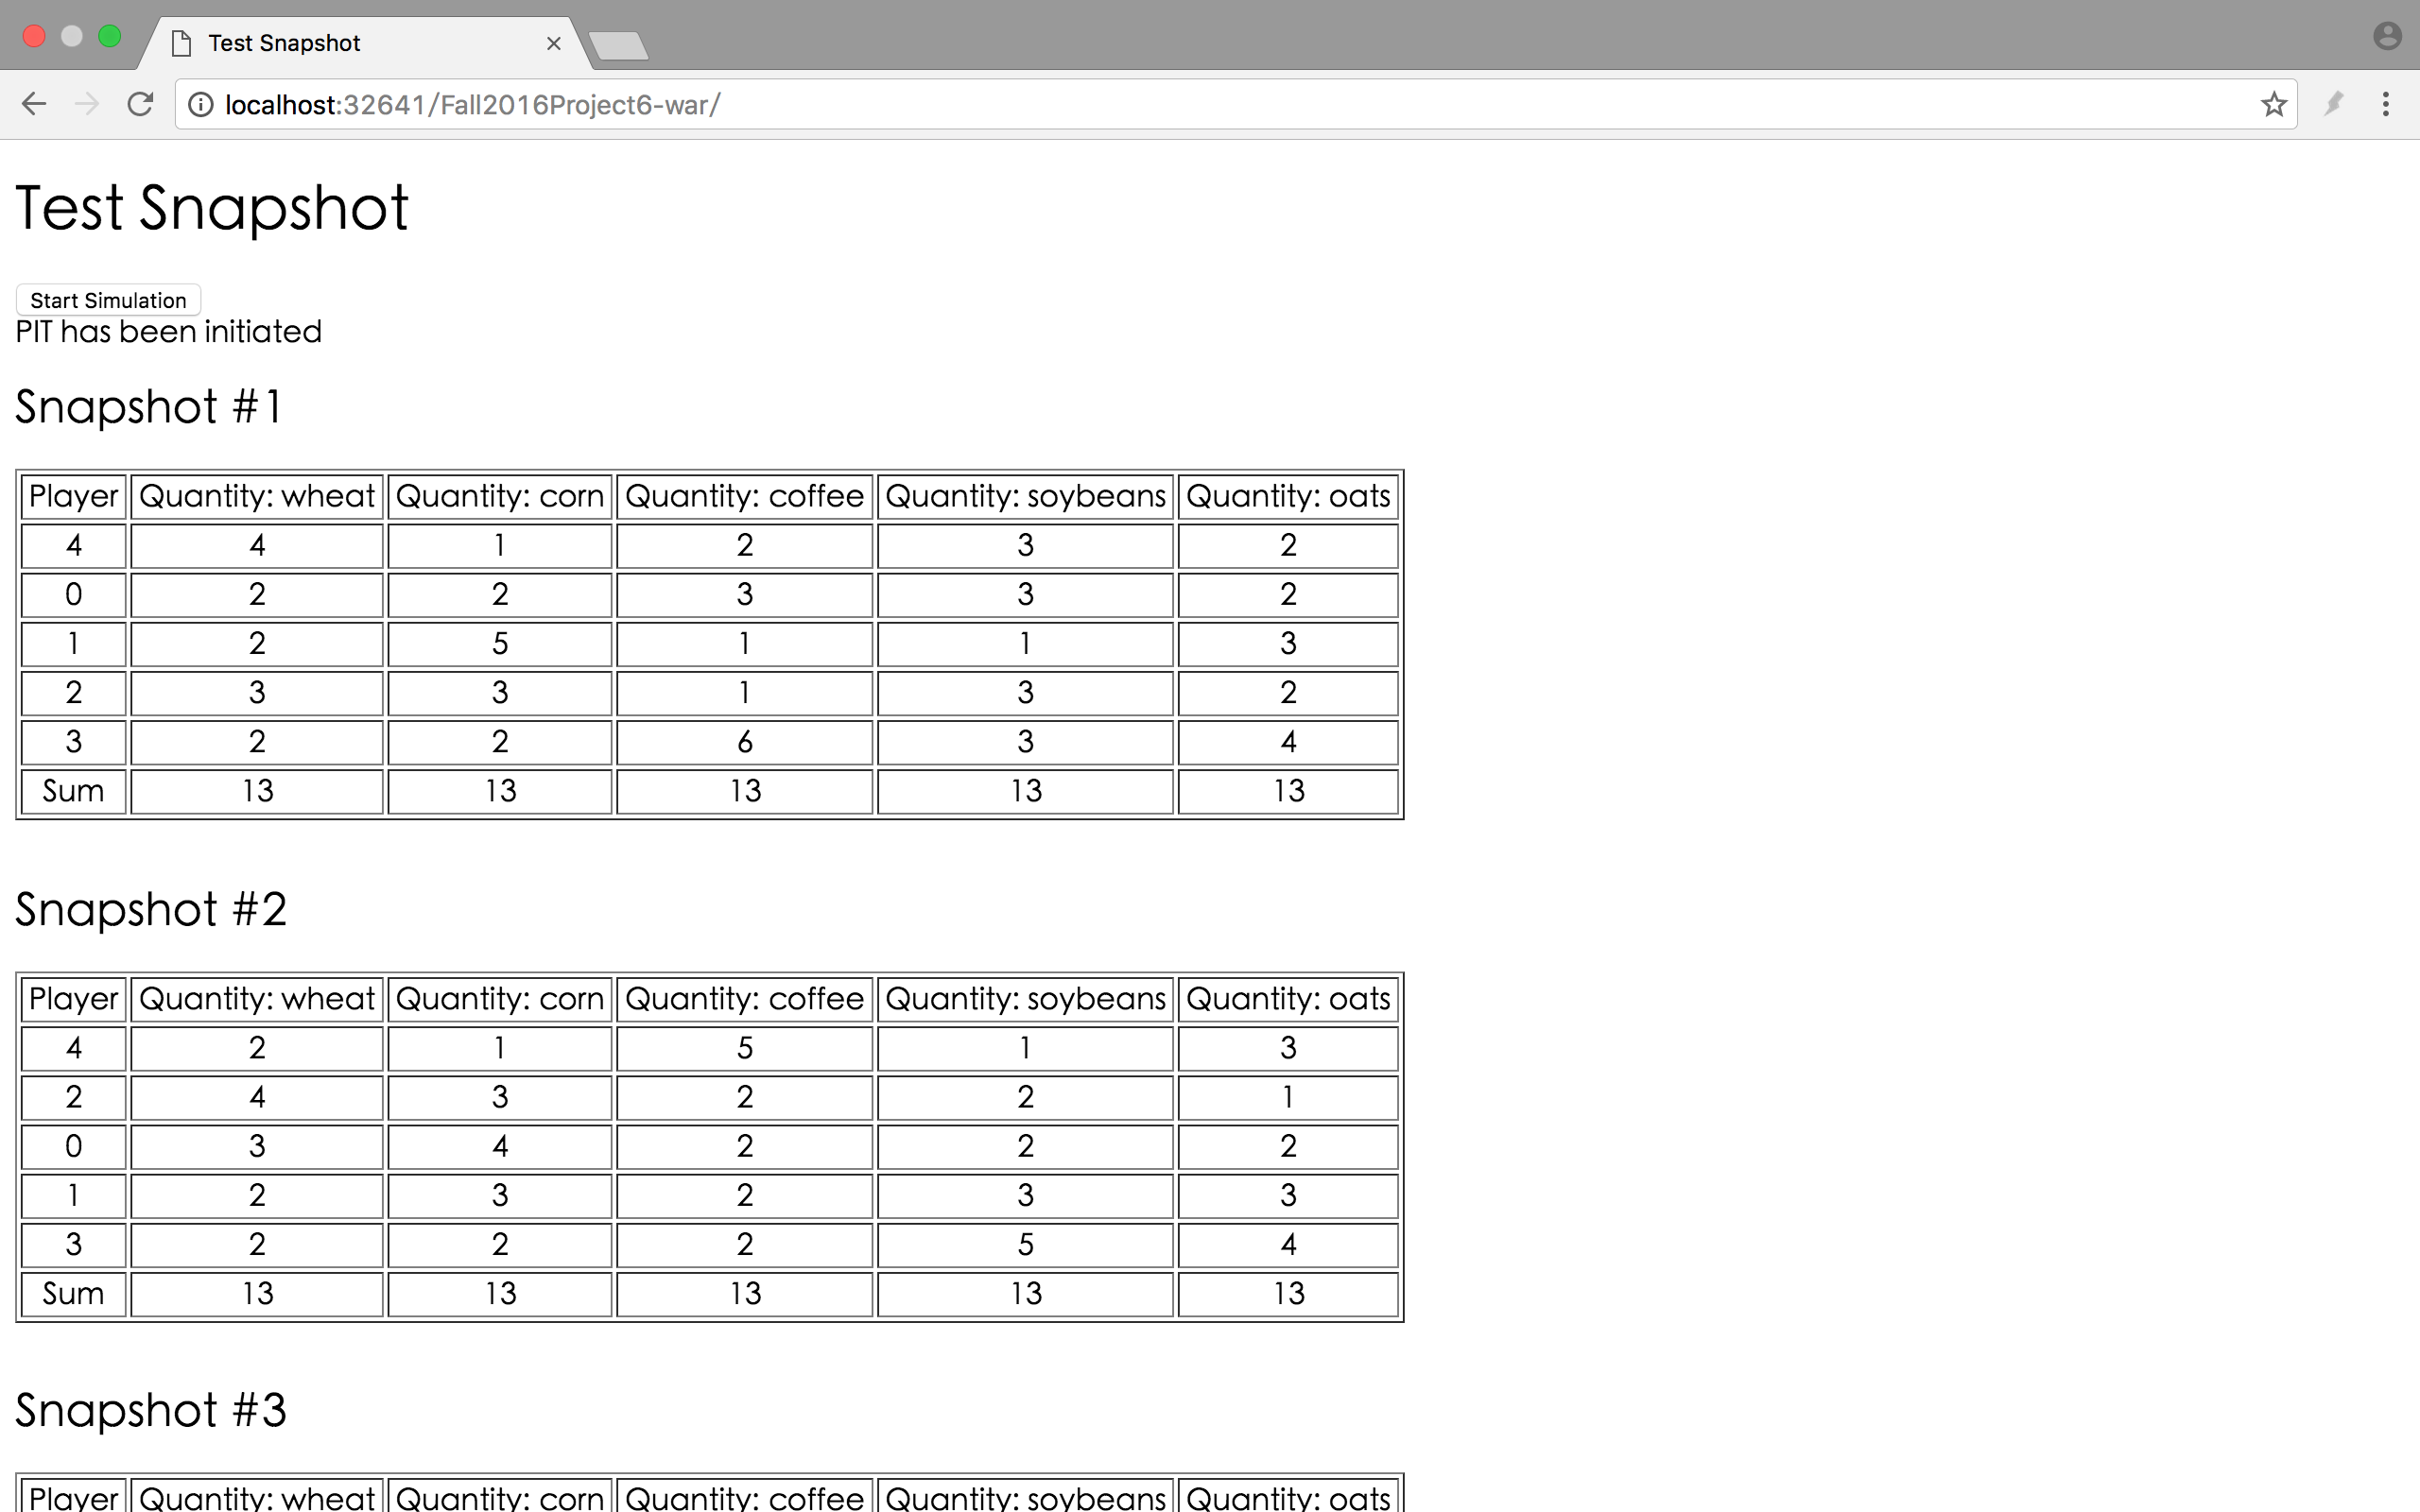 Test Snapshot
localhost:32641/Fall2016Project6-war/
Test Snapshot
Start Simulation
PIT has been initiated
Snapshot #1
Player Quantity: wheat Quantity: corn Quantity: coffee Quantity: soybeans Quantity: oats
4 4 1 2 3 2
0 2 2 3 3 2
1 2 5 1 1 3
2 3 3 1 3 2
3 2 2 6 3 4
Sum 13 13 13 13 13
Snapshot #2
Player Quantity: wheat Quantity: corn Quantity: coffee Quantity: soybeans Quantity: oats
4 2 1 5 1 3
2 4 3 2 2 1
0 3 4 2 2 2
1 2 3 2 3 3
3 2 2 2 5 4
Sum 13 13 13 13 13
Snapshot #3
Player Quantity: wheat Quantity: corn Quantity: coffee Quantity: soybeans Quantity: oats